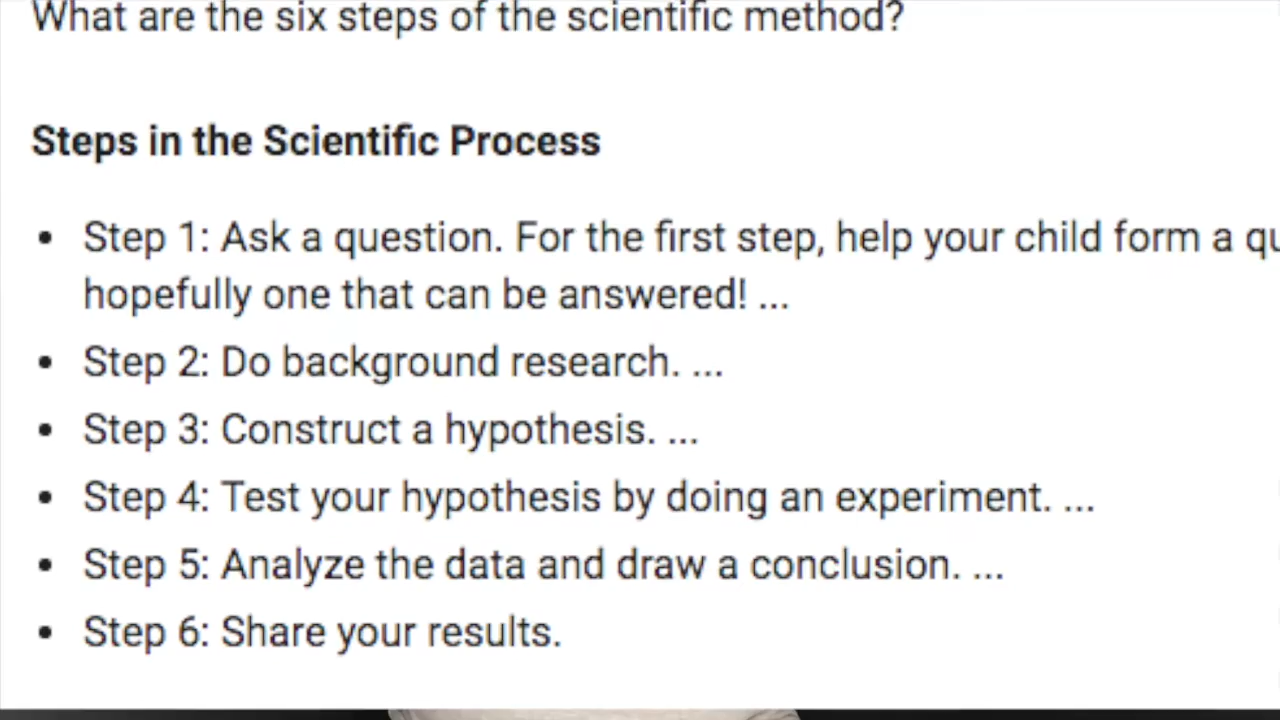 What are the six steps of the scientific method?
Steps in the Scientific Process
• Step 1: Ask a question. For the first step, help your child form a
hopefully one that can be answered! ...
• Step 2: Do background research. ...
• Step 3: Construct a hypothesis. ...
• Step 4: Test your hypothesis by doing an experiment. ...
• Step 5: Analyze the data and draw a conclusion. ...
• Step 6: Share your results.